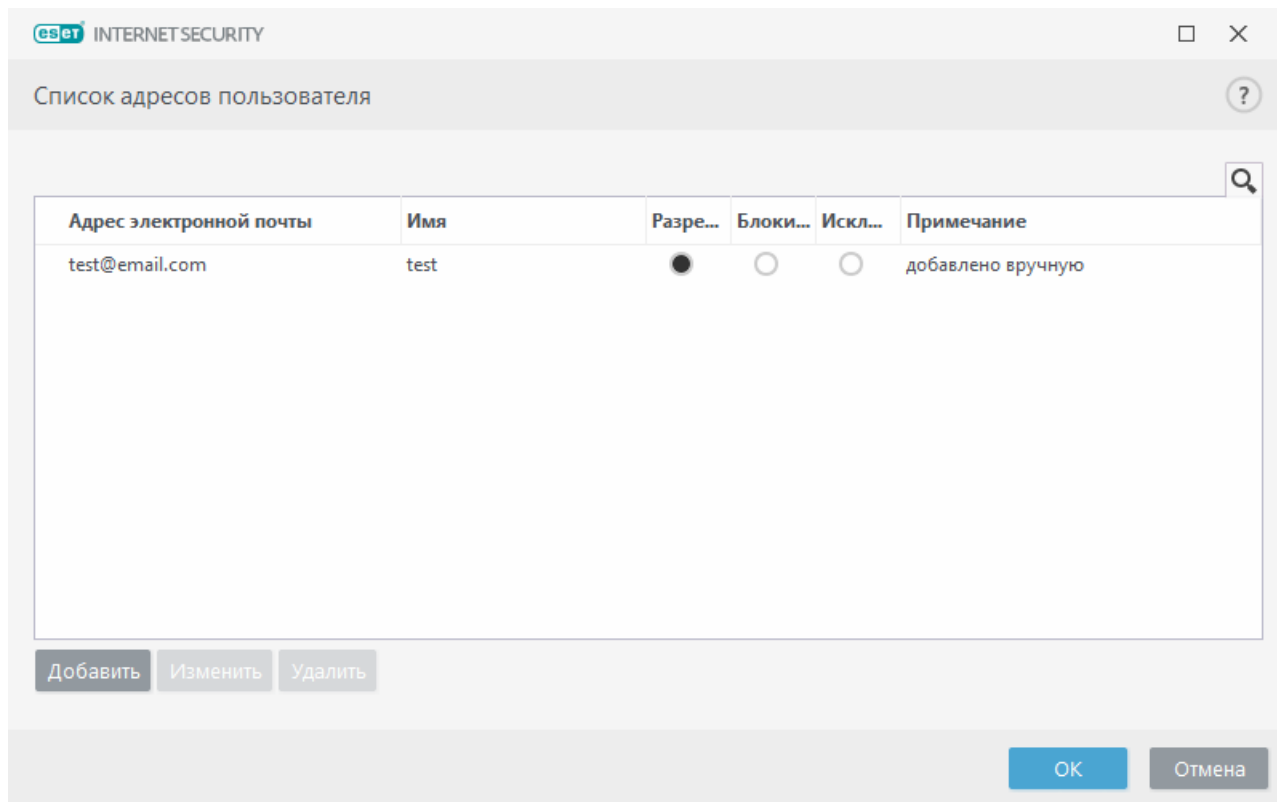 eset INTERNET SECURITY
Список адресов пользователя
?
Адрес электронной почты Имя Разре... Блоки... Искл... Примечание
test@email.com test добавлено вручную
Добавить Изменить Удалить
ОК Отмена